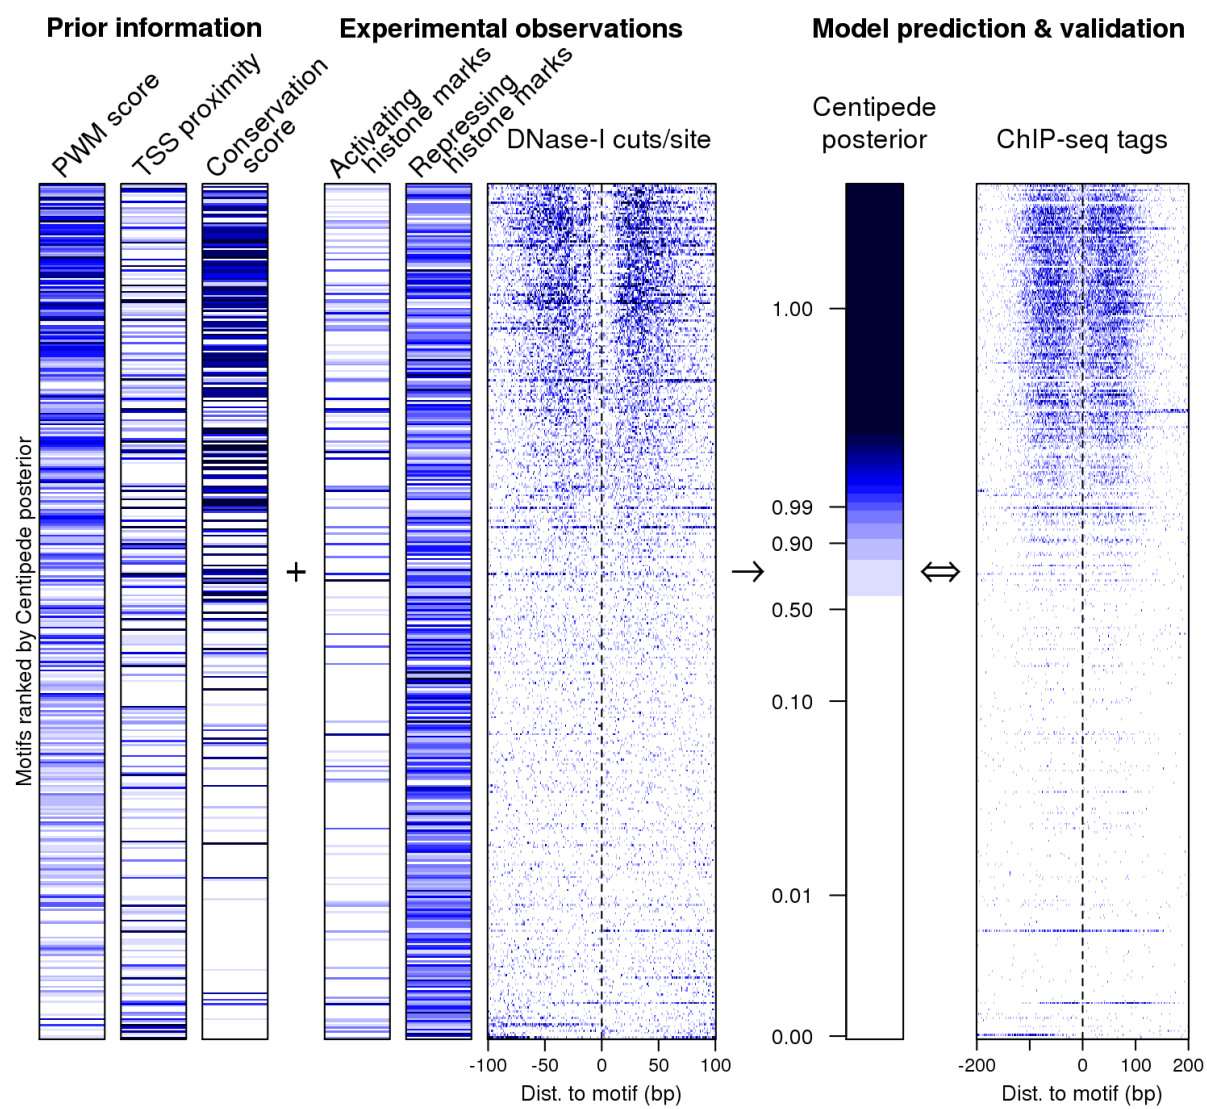 Prior information
Experimental observations
Model prediction & validation
PWM score
TSS proximity
Conservation
score
Activating
histone marks
Repressing
histone marks
DNase-I cuts/site
Centipede
posterior
ChIP-seq tags
Motifs ranked by Centipede posterior
+
→
⇔
1.00
0.99
0.90
0.50
0.10
0.01
0.00
-100 -50 0 50 100
Dist. to motif (bp)
-200 0 100 200
Dist. to motif (bp)